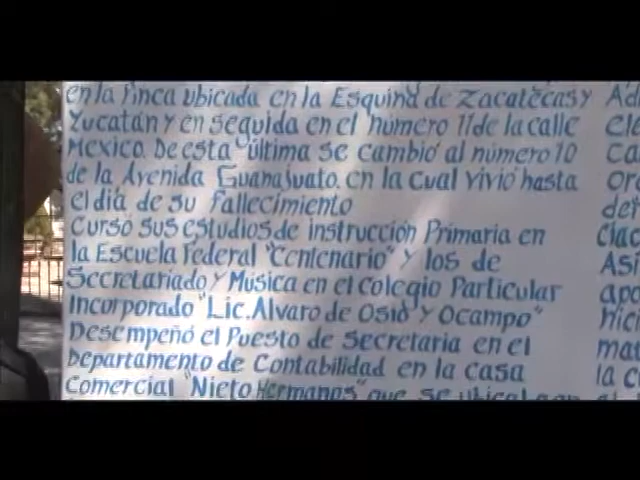 en la Finca ubicada en la Esquina de Zacatecas y
Yucatán y en seguida en el número 11 de la calle
México. De esta última se cambió al número 10
de la Avenida Guanajuato, en la cual vivió hasta
el día de su Fallecimiento
Curso sus estudios de instrucción Primaria en
la Escuela Federal "Centenario" y los de
Secretariado y Música en el Colegio Particular
Incorporado "Lic. Alvaro de Osio y Ocampo"
Desempeñó el Puesto de Secretaria en el
Departamento de Contabilidad en la casa
Comercial "Nieto Hermanos" que se